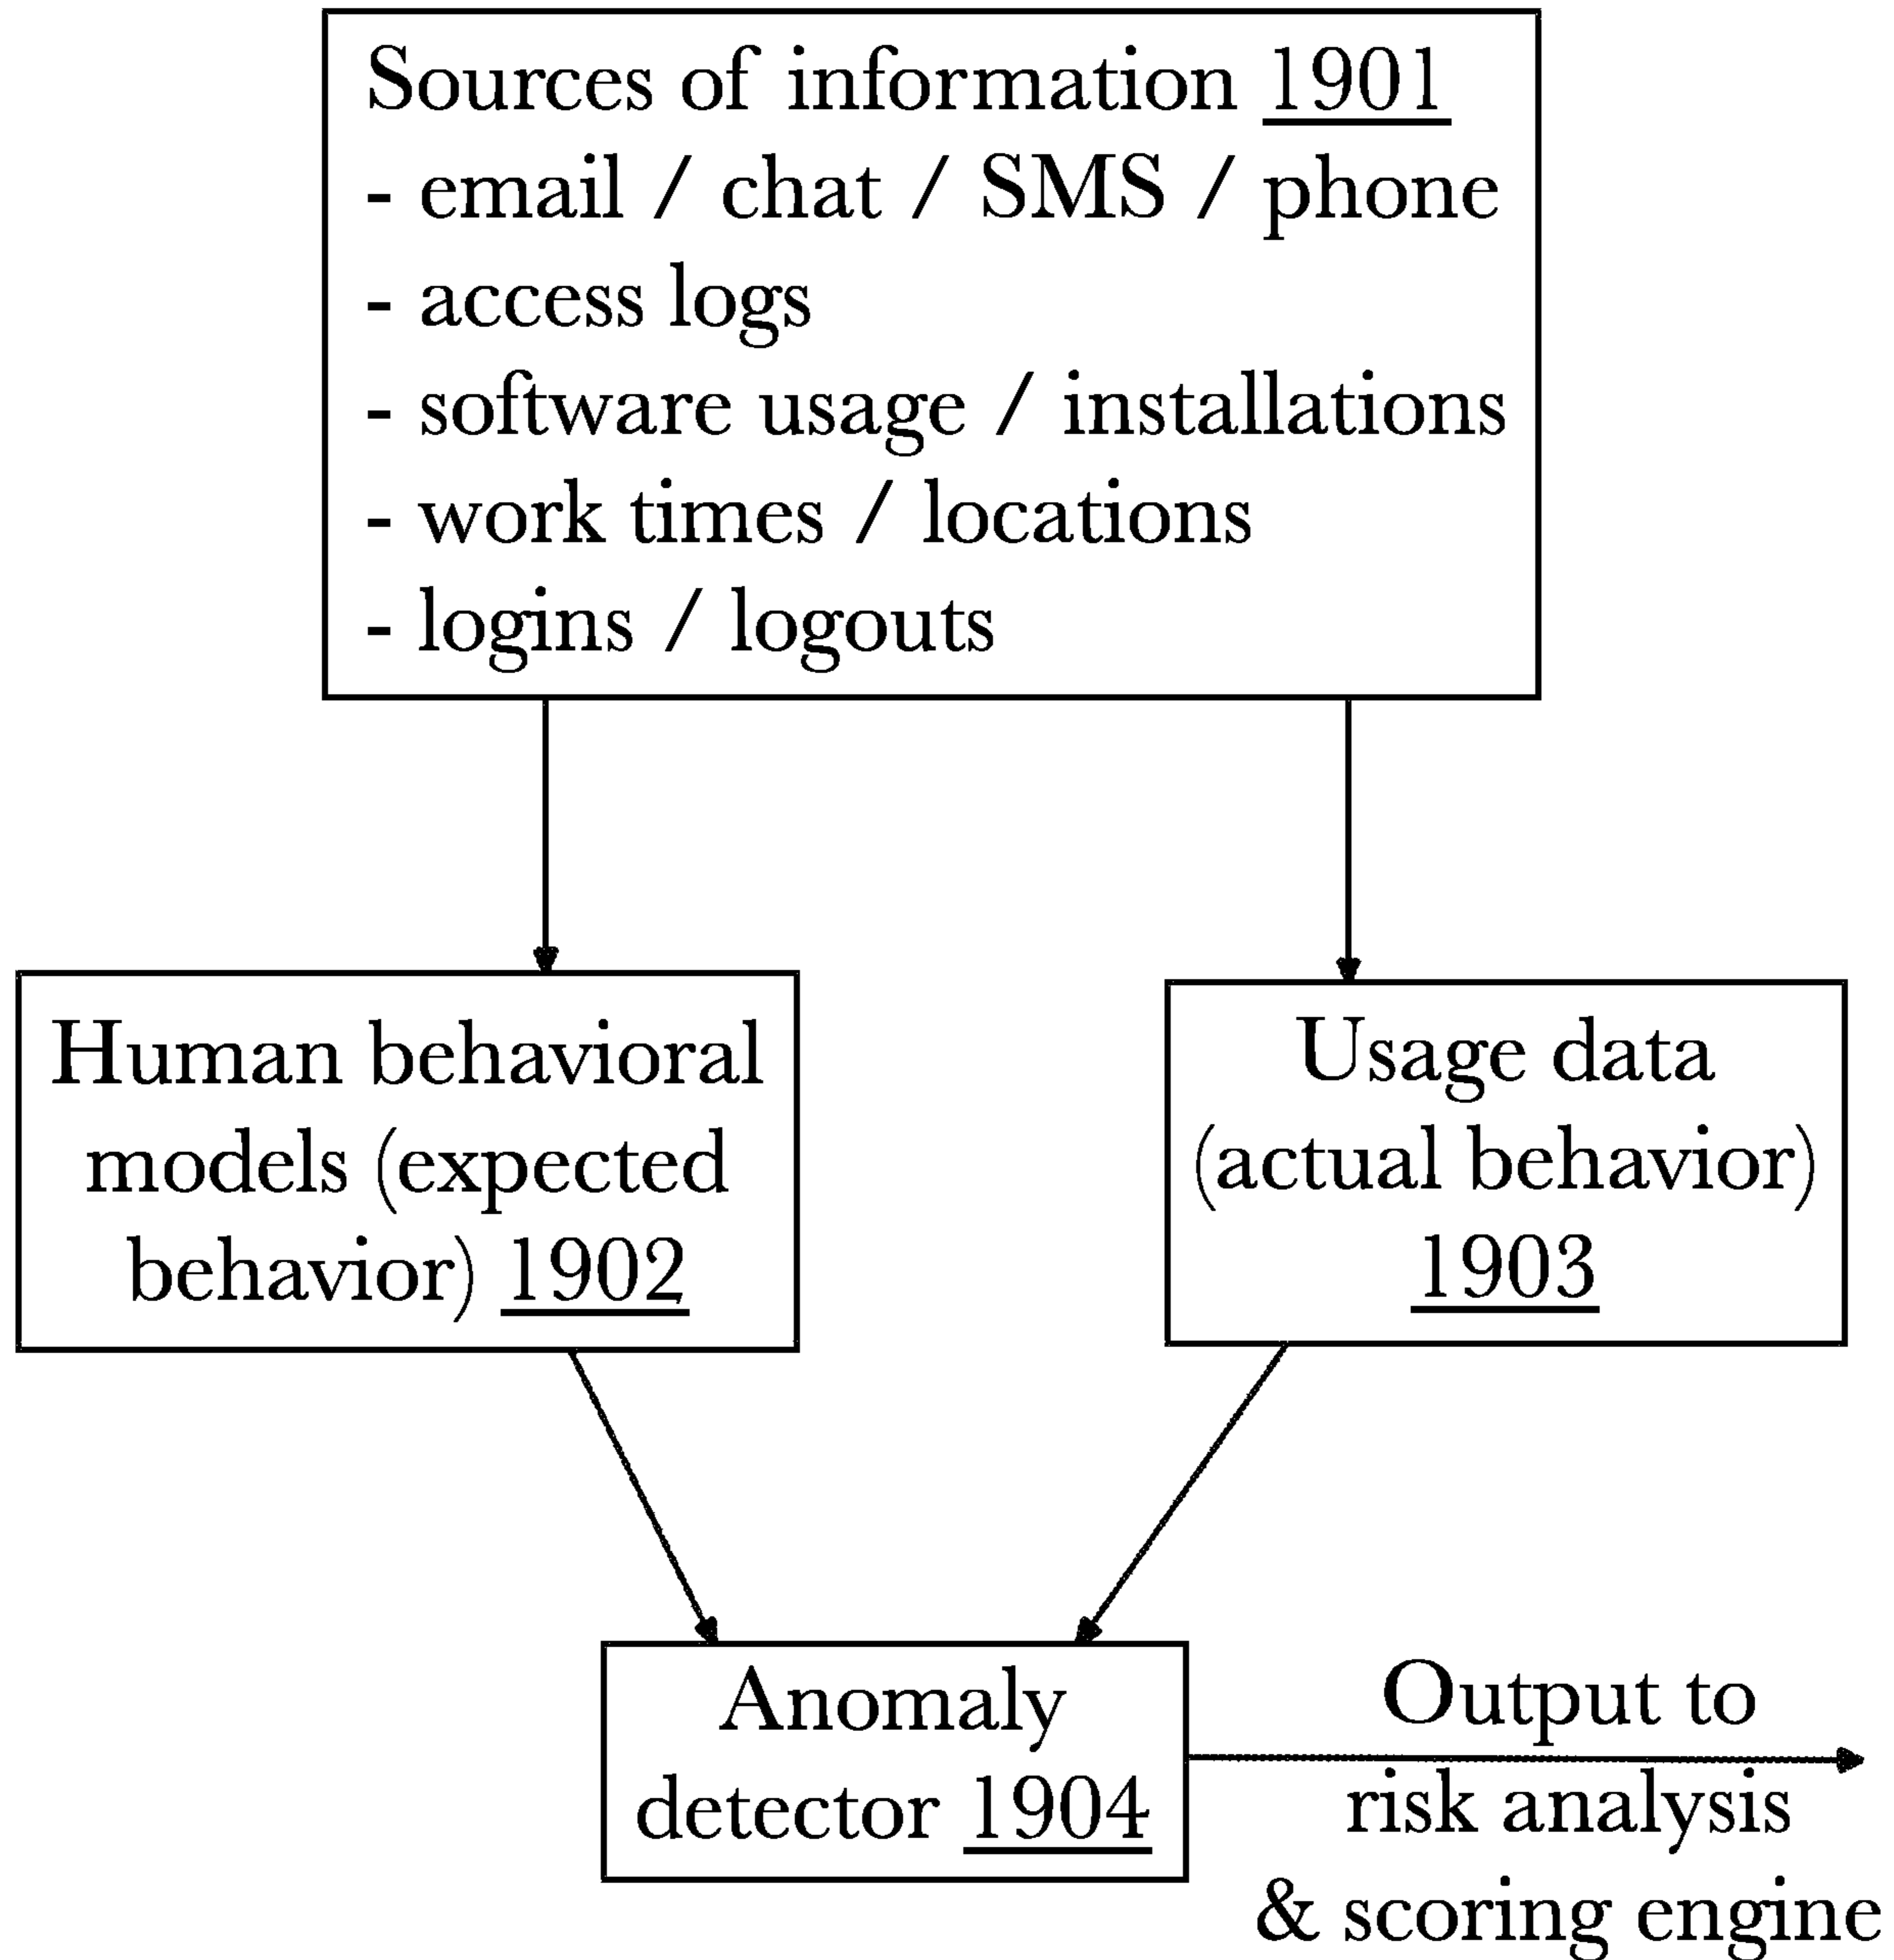 Sources of information 1901
- email / chat / SMS / phone
- access logs
- software usage / installations
- work times / locations
- logins / logouts
Human behavioral
models (expected
behavior) 1902
Usage data
(actual behavior)
1903
Anomaly
detector 1904
Output to
risk analysis
& scoring engine